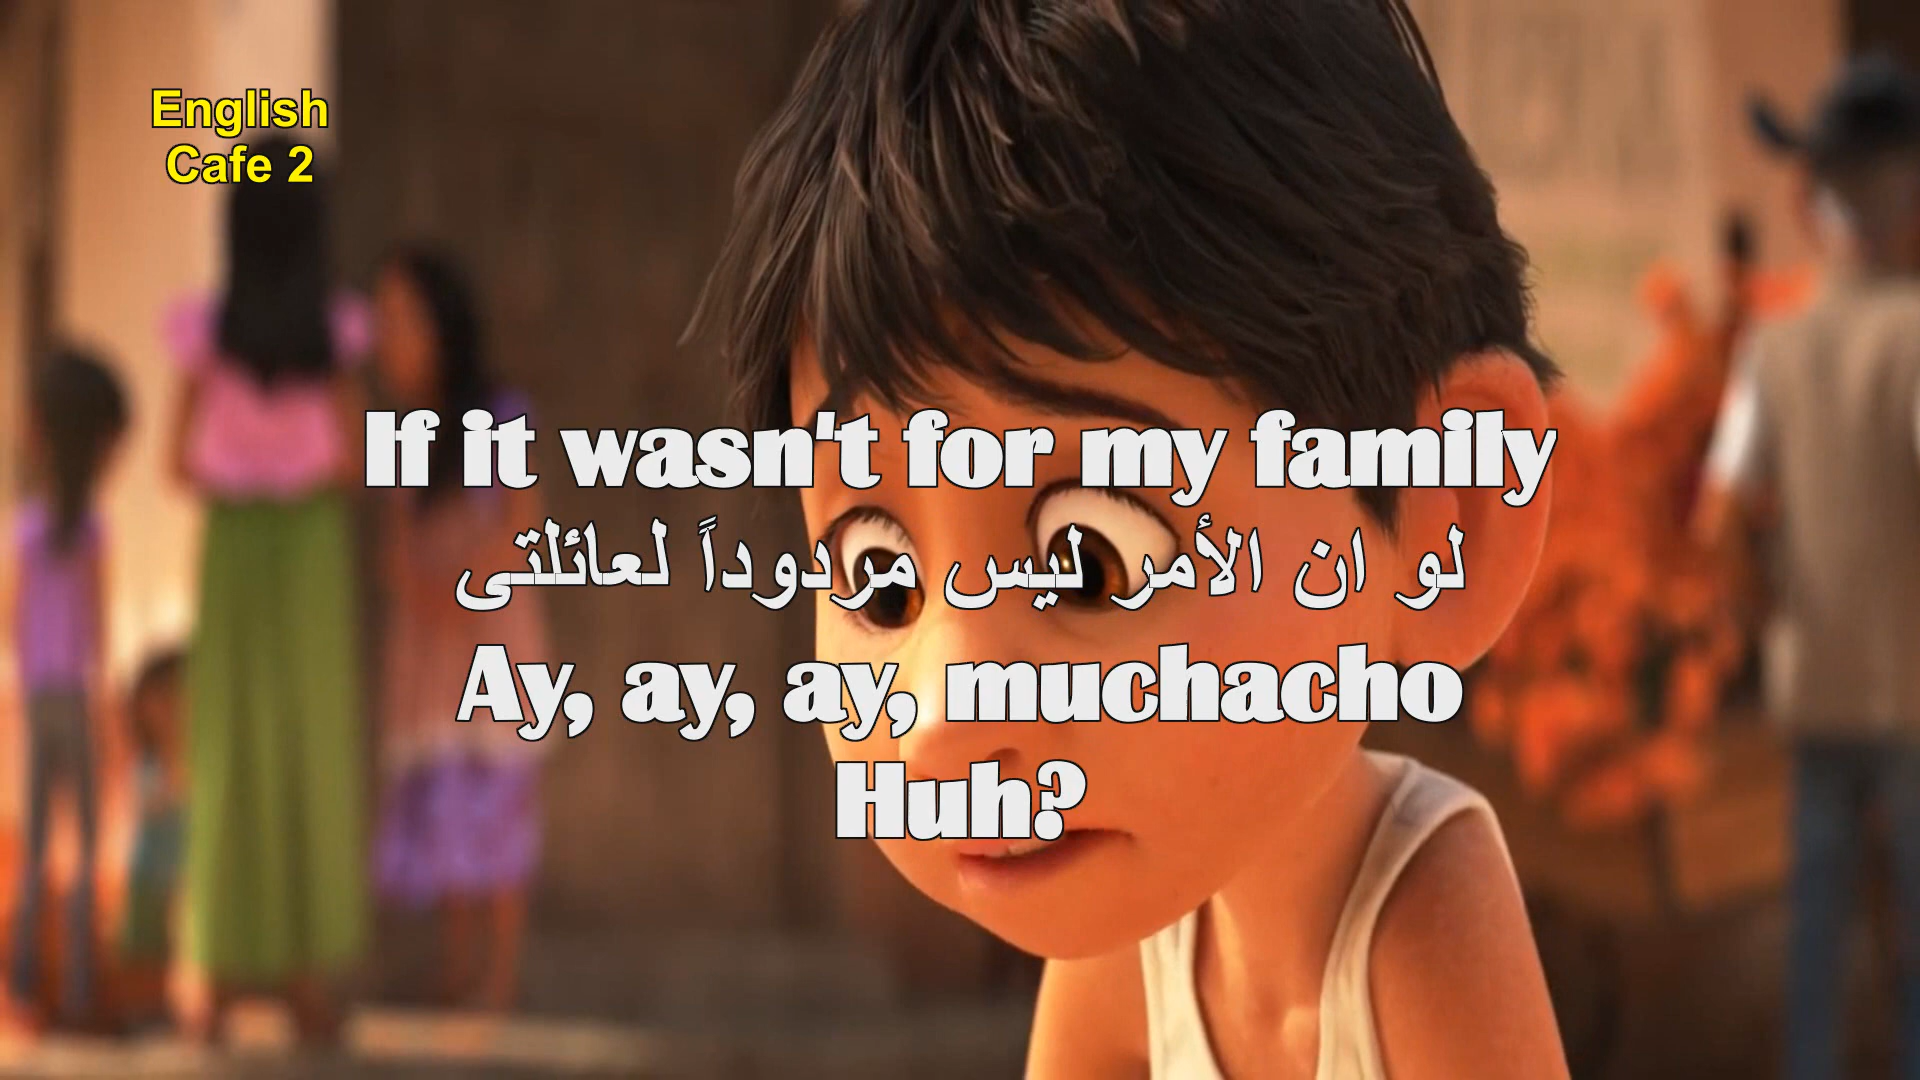 English
Cafe 2
If it wasn't for my family
لو ان الأمر ليس مردوداً لعائلتى
Ay, ay, ay, muchacho
Huh?